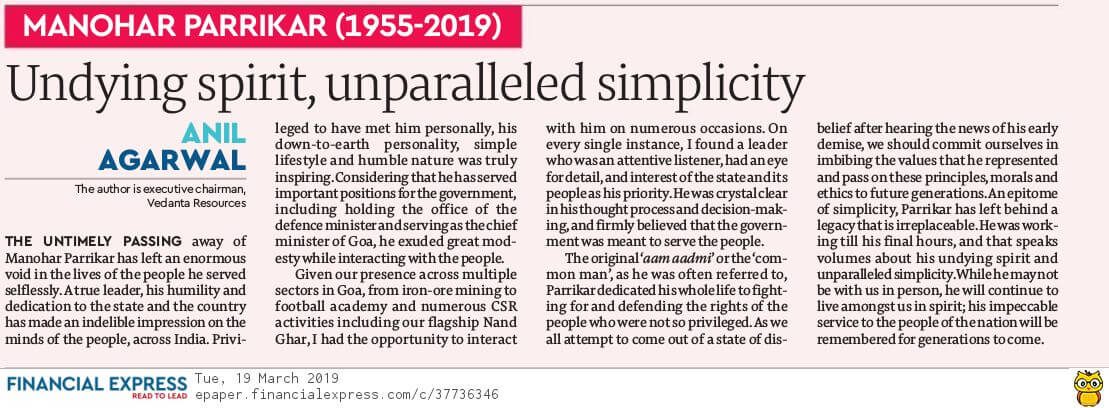 MANOHAR PARRIKAR (1955-2019)
Undying spirit, unparalleled simplicity
ANIL
AGARWAL
The author is executive chairman,
Vedanta Resources
THE UNTIMELY PASSING away of
Manohar Parrikar has left an enormous
void in the lives of the people he served
selflessly. A true leader, his humility and
dedication to the state and the country
has made an indelible impression on the
minds of the people, across India. Privi-
leged to have met him personally, his
down-to-earth personality, simple
lifestyle and humble nature was truly
inspiring. Considering that he has served
important positions for the government,
including holding the office of the
defence minister and serving as the chief
minister of Goa, he exuded great mod-
esty while interacting with the people.
Given our presence across multiple
sectors in Goa, from iron-ore mining to
football academy and numerous CSR
activities including our flagship Nand
Ghar, I had the opportunity to interact
with him on numerous occasions. On
every single instance, I found a leader
who was an attentive listener, had an eye
for detail, and interest of the state and its
people as his priority. He was crystal clear
in his thought process and decision-mak-
ing, and firmly believed that the govern-
ment was meant to serve the people.
The original ‘aam aadmi’ or the ‘com-
mon man’, as he was often referred to,
Parrikar dedicated his whole life to fight-
ing for and defending the rights of the
people who were not so privileged. As we
all attempt to come out of a state of dis-
belief after hearing the news of his early
demise, we should commit ourselves in
imbibing the values that he represented
and pass on these principles, morals and
ethics to future generations. An epitome
of simplicity, Parrikar has left behind a
legacy that is irreplaceable. He was work-
ing till his final hours, and that speaks
volumes about his undying spirit and
unparalleled simplicity. While he may not
be with us in person, he will continue to
live amongst us in spirit; his impeccable
service to the people of the nation will be
remembered for generations to come.
FINANCIAL EXPRESS
READ TO LEAD
Tue, 19 March 2019
epaper.financialexpress.com/c/37736346